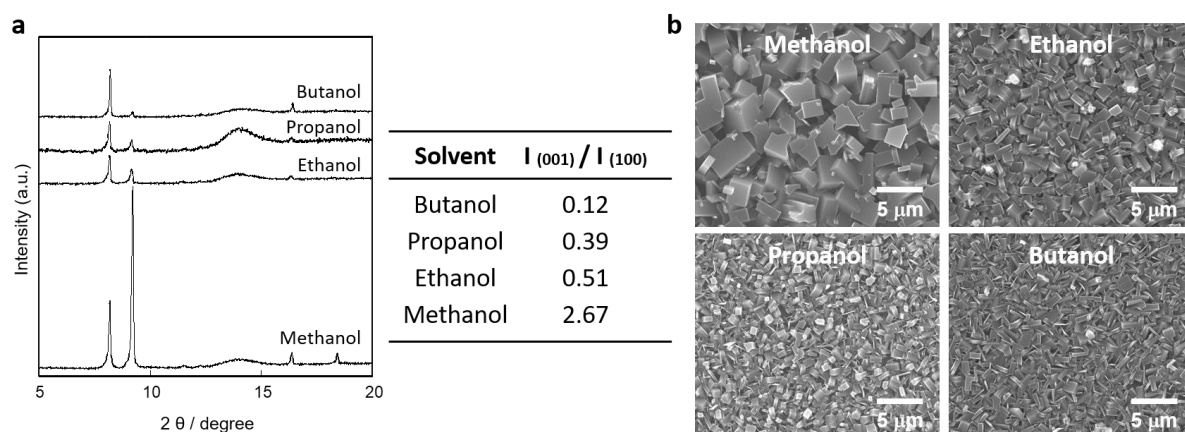 a
Butanol
Propanol
Ethanol
Methanol
Intensity (a.u.)
5 10 15 20
2 θ / degree
Solvent I (001) / I (100)
Butanol 0.12
Propanol 0.39
Ethanol 0.51
Methanol 2.67
b
Methanol
5 μm
Ethanol
5 μm
Propanol
5 μm
Butanol
5 μm